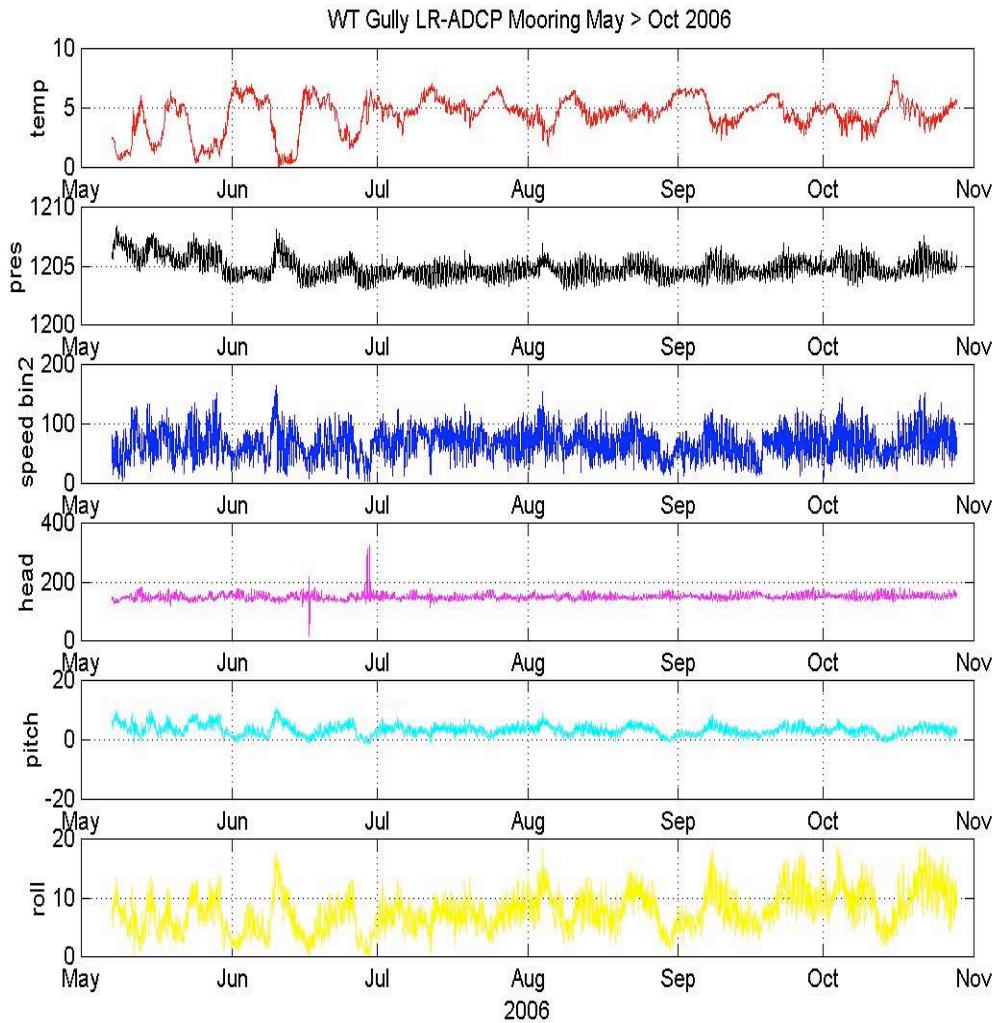 WT Gully LR-ADCP Mooring May > Oct 2006
temp
10
5
0
May Jun Jul Aug Sep Oct Nov
pres
1210
1205
1200
May Jun Jul Aug Sep Oct Nov
speed bin2
200
100
0
May Jun Jul Aug Sep Oct Nov
head
400
200
0
May Jun Jul Aug Sep Oct Nov
pitch
20
0
-20
May Jun Jul Aug Sep Oct Nov
roll
20
10
0
May Jun Jul Aug Sep Oct Nov
2006